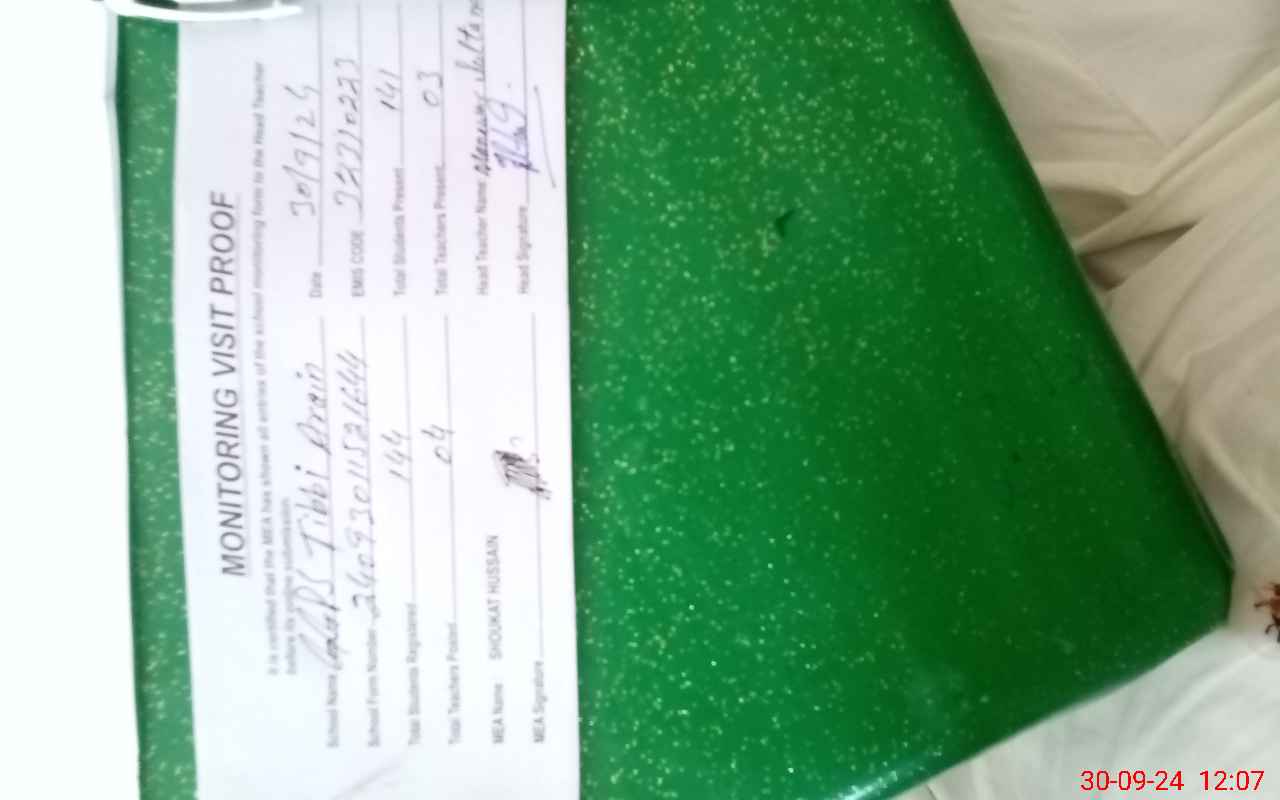 MONITORING VISIT PROOF
It is certified that the MEA has shown all entries of the school monitoring form to the Head Teacher
before its online submission.
School Name GGPS Tibbi Arain Date 30/9/24
School Form Number 24093011521644 EMIS CODE 322310223
Total Students Registered 144 Total Students Present 141
Total Teachers Posted 04 Total Teachers Present 03
MEA Name: SHOUKAT HUSSAIN Head Teacher Name
MEA Signature Head Signature
30-09-24 12:07